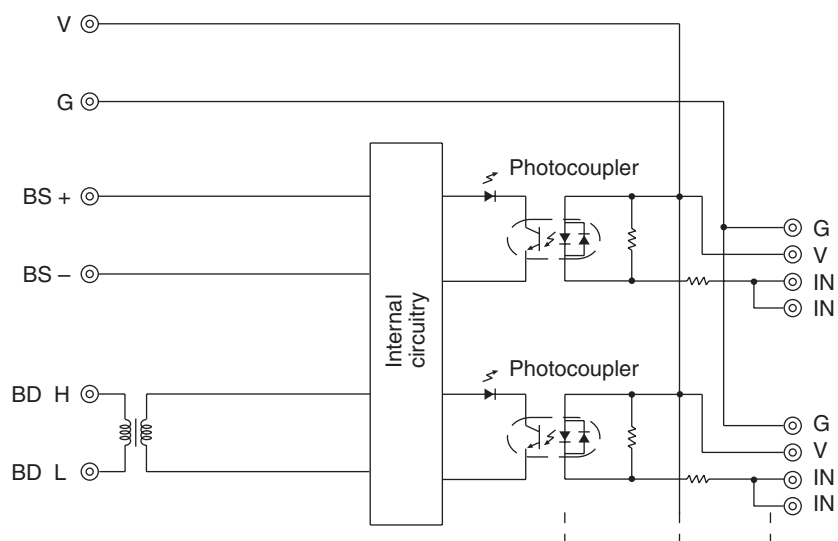 V
G
BS +
BS –
BD H
BD L
Internal
circuitry
Photocoupler
G
V
IN
IN
Photocoupler
G
V
IN
IN